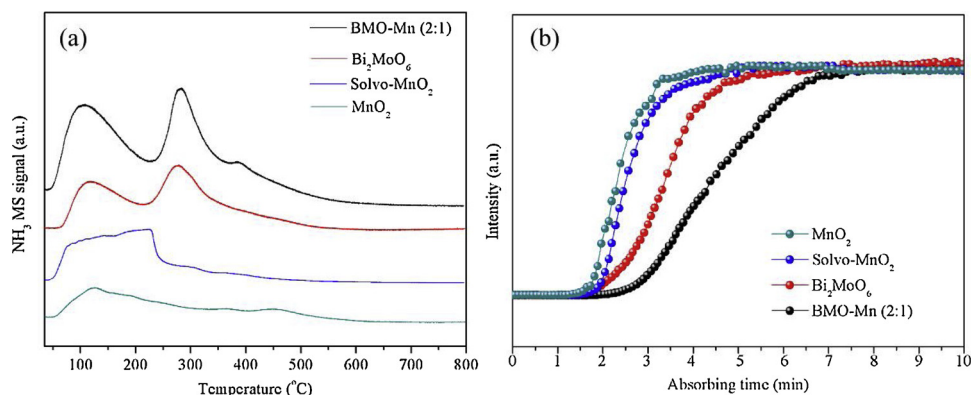 (a)
BMO-Mn (2:1)
Bi₂MoO₆
Solvo-MnO₂
MnO₂
NH₃ MS signal (a.u.)
100 200 300 400 500 600 700 800
Temperature (°C)
(b)
Intensity (a.u.)
MnO₂
Solvo-MnO₂
Bi₂MoO₆
BMO-Mn (2:1)
0 1 2 3 4 5 6 7 8 9 10
Absorbing time (min)